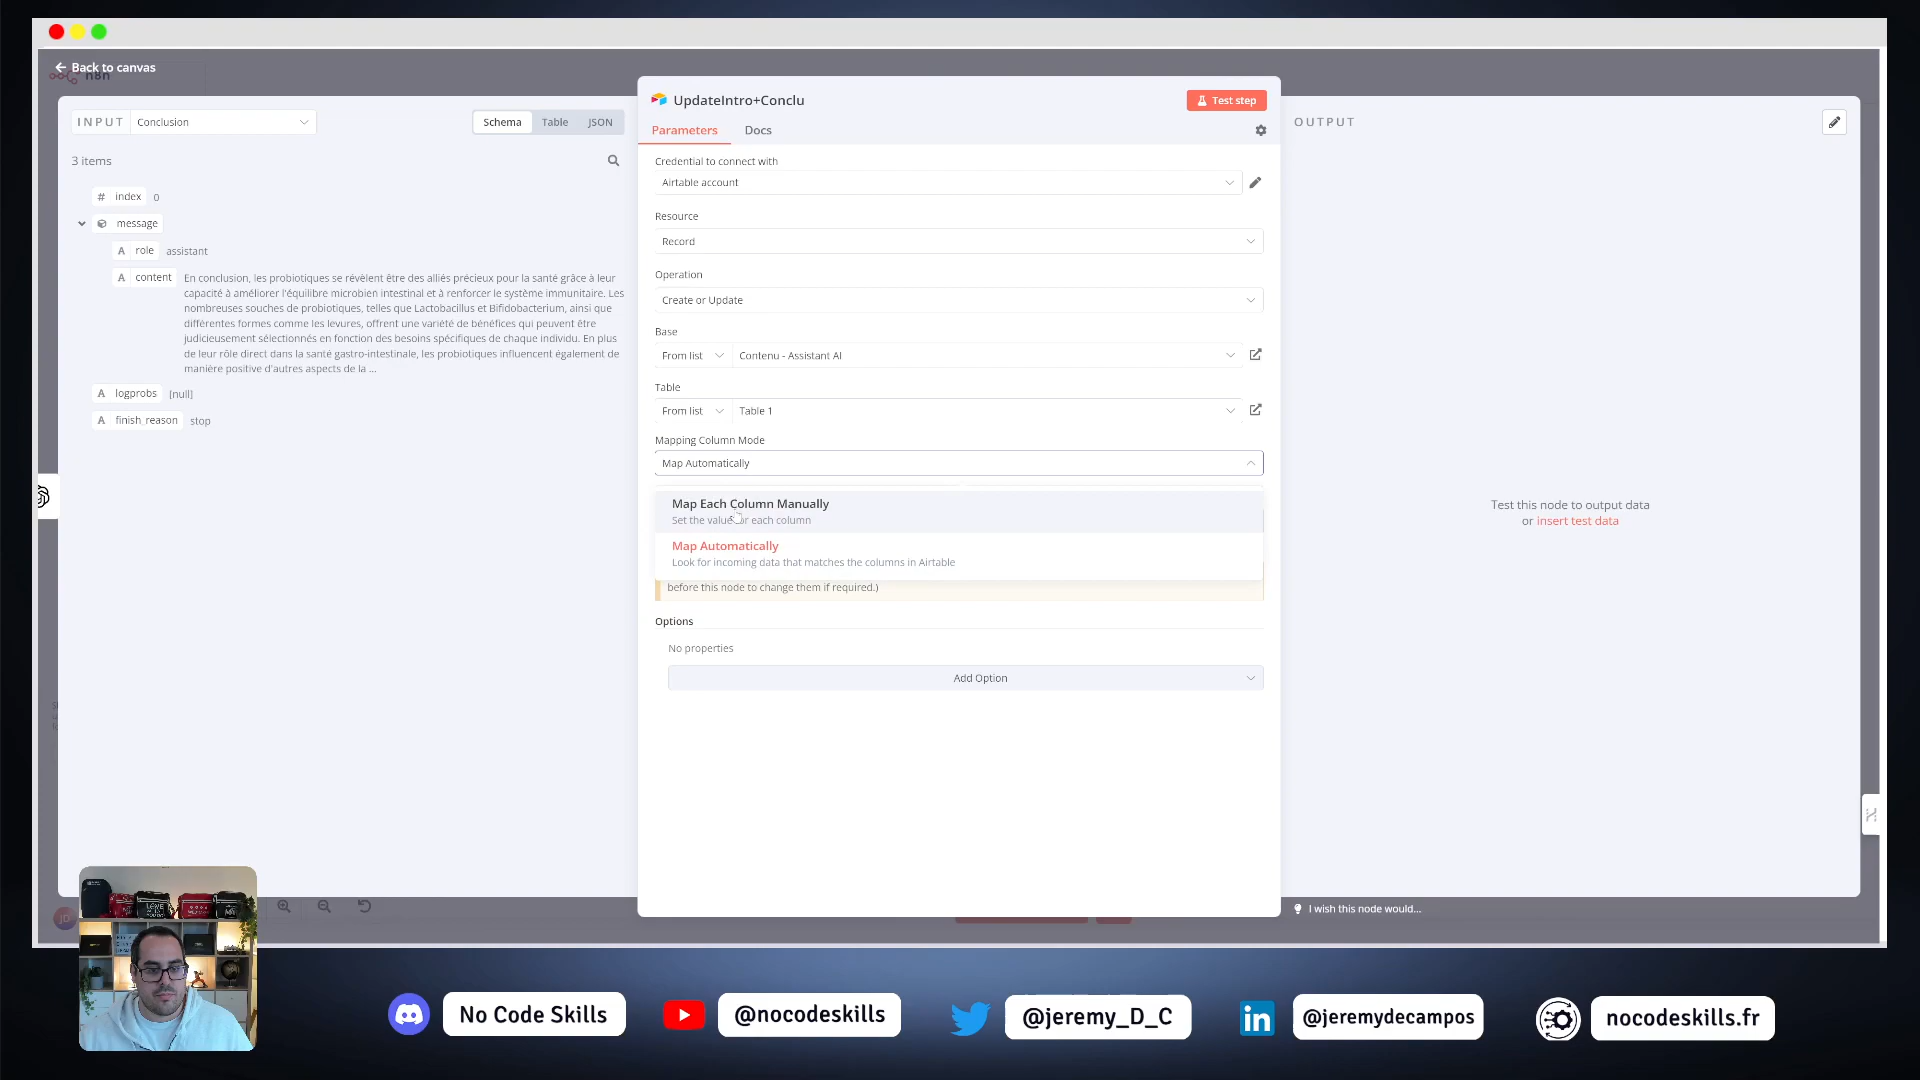 Back to canvas
n8n
INPUT
Conclusion
Schema
Table
JSON
3 items
# index 0
message
A role assistant
A content En conclusion, les probiotiques se révèlent être des alliés précieux pour la santé grâce à leur
capacité à améliorer l'équilibre microbien intestinal et à renforcer le système immunitaire. Les
nombreuses souches de probiotiques, telles que Lactobacillus et Bifidobacterium, ainsi que
différentes formes comme les levures, offrent une variété de bénéfices qui peuvent être
judicieusement sélectionnés en fonction des besoins spécifiques de chaque individu. En plus
de leur rôle direct dans la santé gastro-intestinale, les probiotiques influencent également de
manière positive d'autres aspects de la ...
A logprobs [null]
A finish_reason stop
UpdateIntro+Conclu
Test step
Parameters
Docs
Credential to connect with
Airtable account
Resource
Record
Operation
Create or Update
Base
From list
Contenu - Assistant AI
Table
From list
Table 1
Mapping Column Mode
Map Automatically
Map Each Column Manually
Set the value for each column
Map Automatically
Look for incoming data that matches the columns in Airtable
before this node to change them if required.)
Options
No properties
Add Option
OUTPUT
Test this node to output data
or insert test data
I wish this node would...
JD
No Code Skills
@nocodeskills
@jeremy_D_C
in
@jeremydecampos
nocodeskills.fr